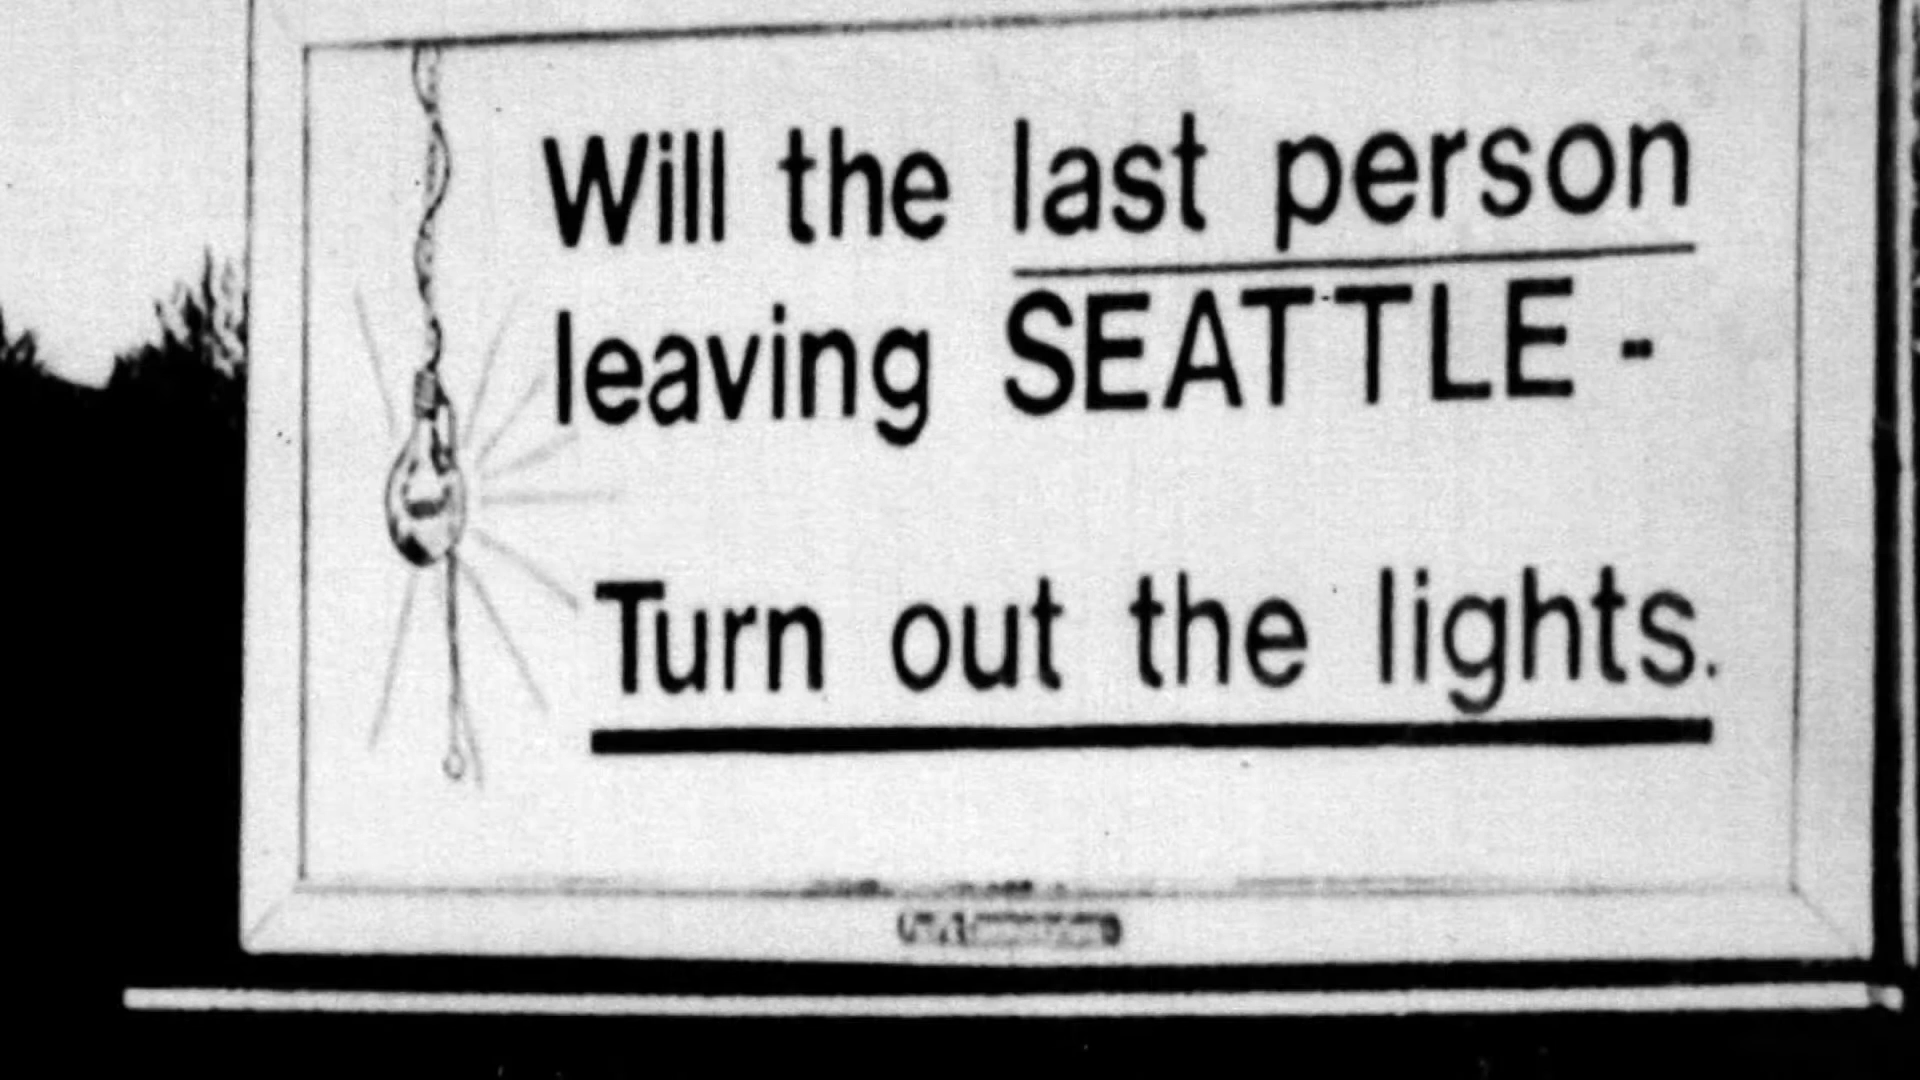 Will the last person
leaving SEATTLE -
Turn out the lights.